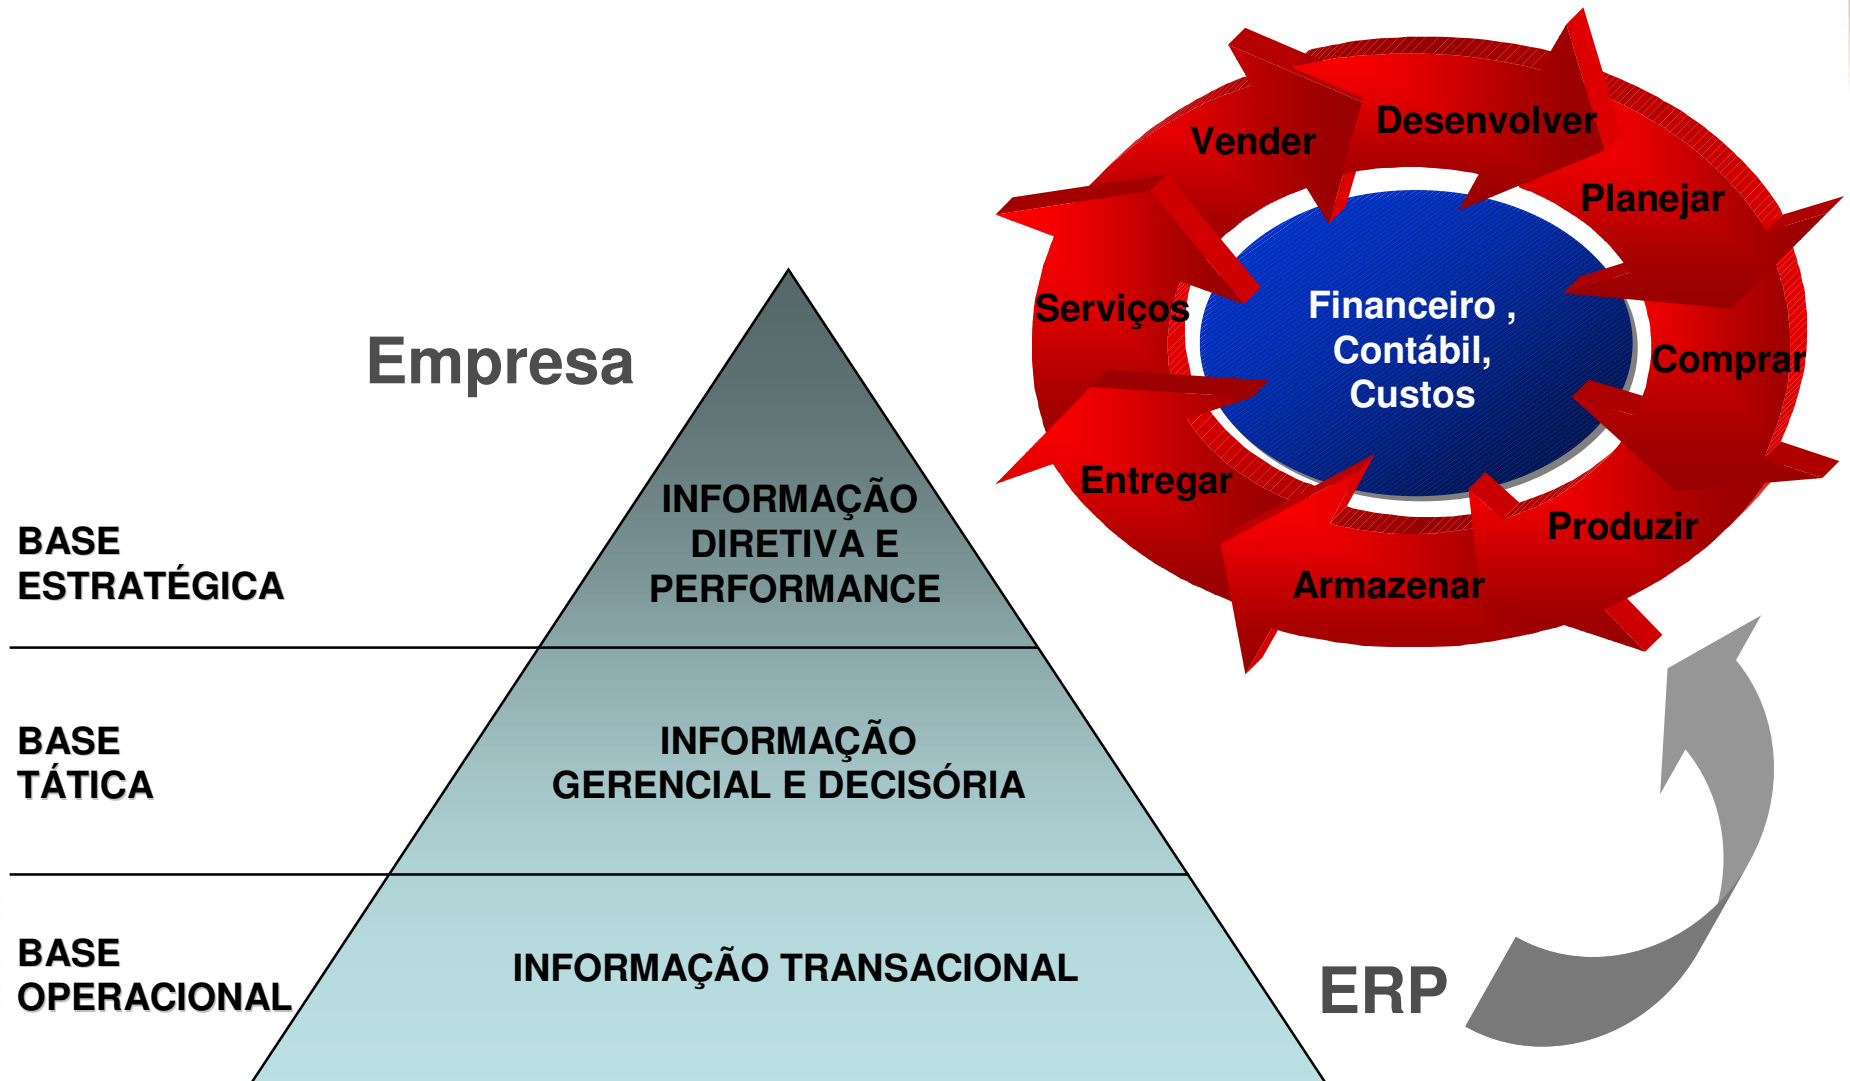 Vender
Desenvolver
Planejar
Serviços
Financeiro ,
Contábil,
Custos
Comprar
Entregar
Produzir
Armazenar
Empresa
BASE
ESTRATÉGICA
INFORMAÇÃO
DIRETIVA E
PERFORMANCE
BASE
TÁTICA
INFORMAÇÃO
GERENCIAL E DECISÓRIA
BASE
OPERACIONAL
INFORMAÇÃO TRANSACIONAL
ERP